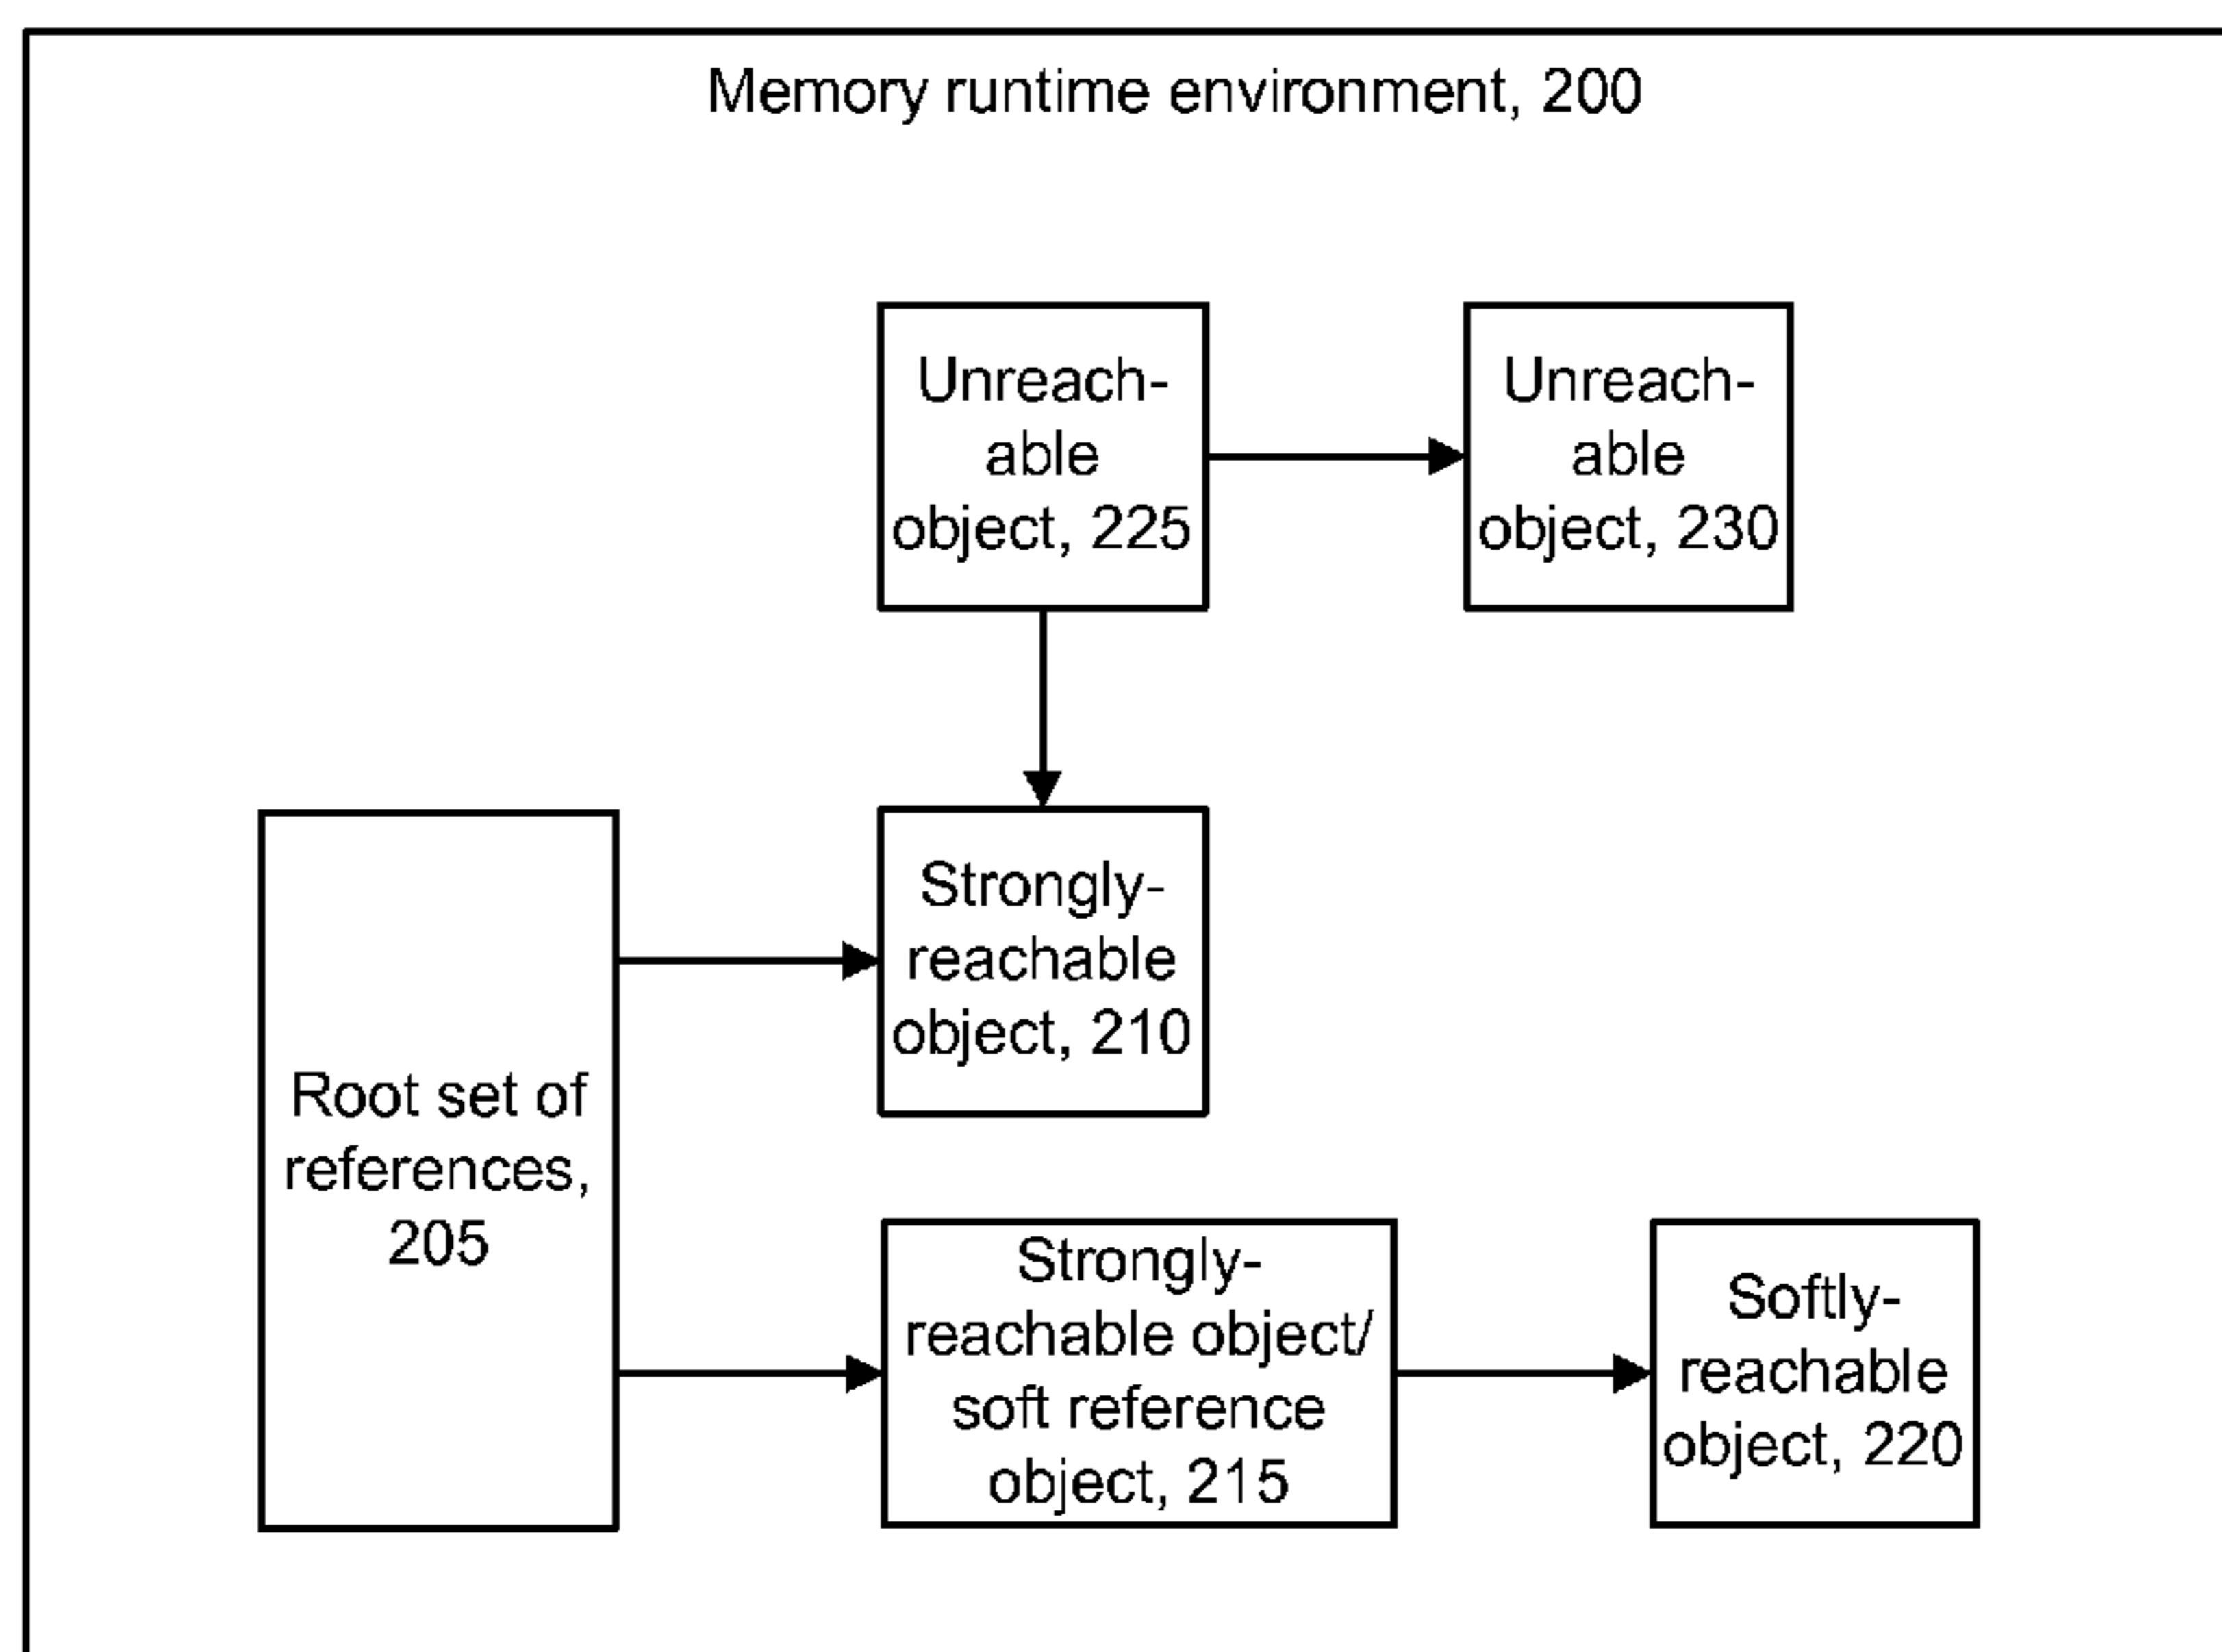 Memory runtime environment, 200
Unreach-
able
object, 225
Unreach-
able
object, 230
Strongly-
reachable
object, 210
Root set of
references,
205
Strongly-
reachable object/
soft reference
object, 215
Softly-
reachable
object, 220